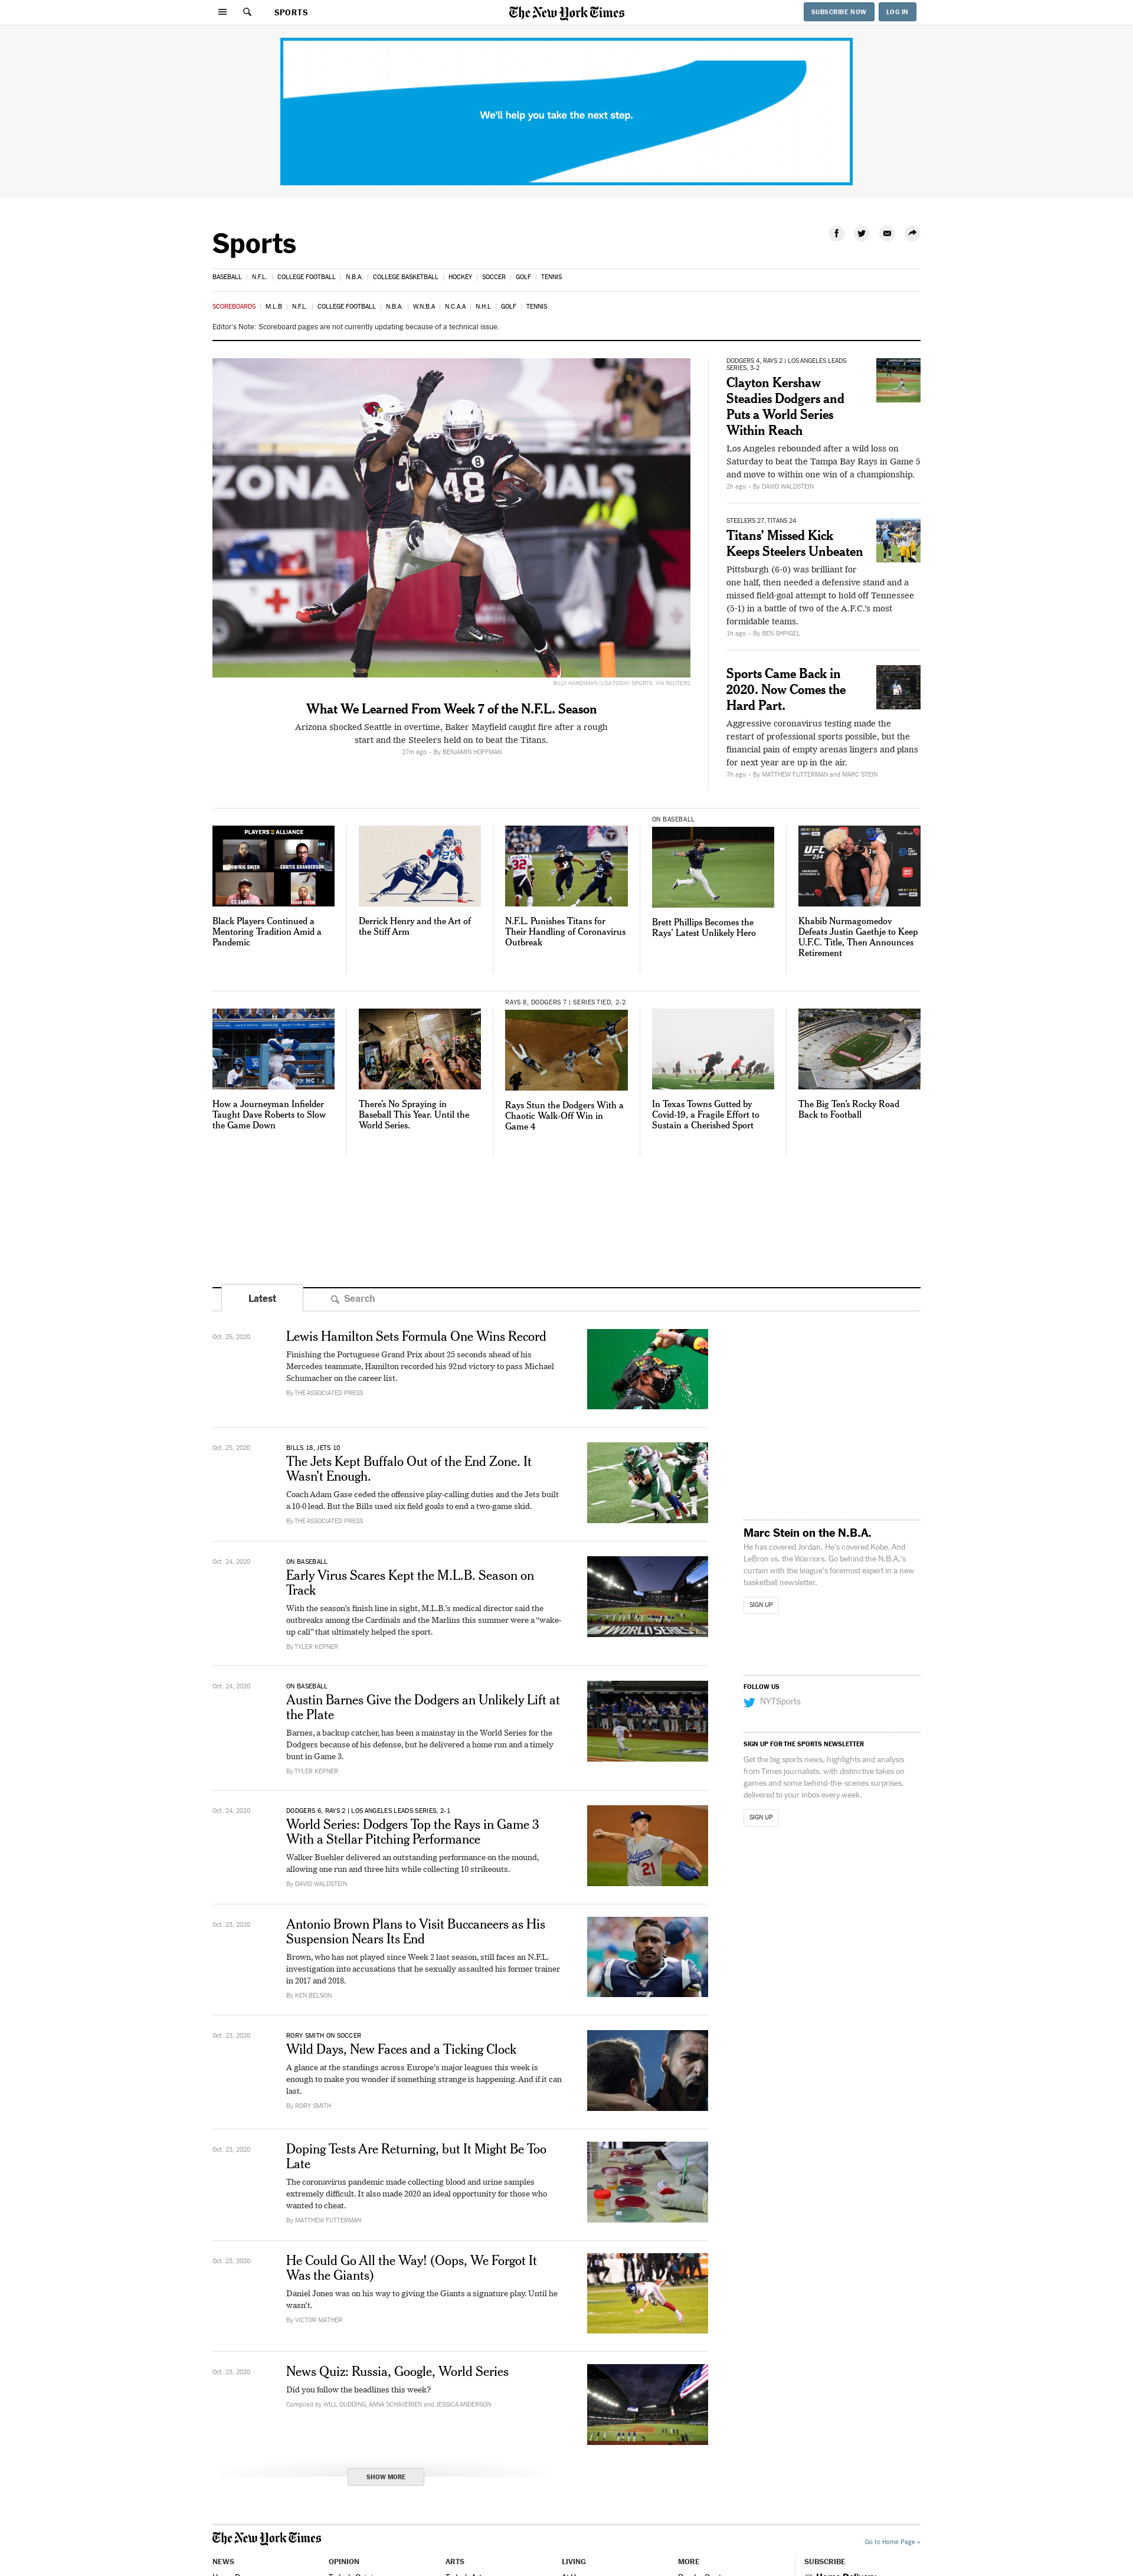 SPORTS
The New York Times
SUBSCRIBE NOW
LOG IN
We'll help you take the next step.
Sports
BASEBALL | N.F.L. | COLLEGE FOOTBALL | N.B.A. | COLLEGE BASKETBALL | HOCKEY | SOCCER | GOLF | TENNIS
SCOREBOARDS | M.L.B | N.F.L. | COLLEGE FOOTBALL | N.B.A. | W.N.B.A | N.C.A.A | N.H.L | GOLF | TENNIS
Editor's Note: Scoreboard pages are not currently updating because of a technical issue.
48
BILLY HARDIMAN/USA TODAY SPORTS, VIA REUTERS
What We Learned From Week 7 of the N.F.L. Season
Arizona shocked Seattle in overtime, Baker Mayfield caught fire after a rough
start and the Steelers held on to beat the Titans.
27m ago - By BENJAMIN HOFFMAN
DODGERS 4, RAYS 2 | LOS ANGELES LEADS
SERIES, 3-2
Clayton Kershaw
Steadies Dodgers and
Puts a World Series
Within Reach
Los Angeles rebounded after a wild loss on
Saturday to beat the Tampa Bay Rays in Game 5
and move to within one win of a championship.
2h ago - By DAVID WALDSTEIN
STEELERS 27, TITANS 24
Titans' Missed Kick
Keeps Steelers Unbeaten
Pittsburgh (6-0) was brilliant for
one half, then needed a defensive stand and a
missed field-goal attempt to hold off Tennessee
(5-1) in a battle of two of the A.F.C.'s most
formidable teams.
1h ago - By BEN SHPIGEL
Sports Came Back in
2020. Now Comes the
Hard Part.
Aggressive coronavirus testing made the
restart of professional sports possible, but the
financial pain of empty arenas lingers and plans
for next year are up in the air.
7h ago - By MATTHEW FUTTERMAN and MARC STEIN
PLAYERS ALLIANCE
DOMINIC SMITH
CURTIS GRANDERSON
CC SABATHIA
Black Players Continued a
Mentoring Tradition Amid a
Pandemic
Derrick Henry and the Art of
the Stiff Arm
32
N.F.L. Punishes Titans for
Their Handling of Coronavirus
Outbreak
ON BASEBALL
Brett Phillips Becomes the
Rays' Latest Unlikely Hero
UFC
254
Khabib Nurmagomedov
Defeats Justin Gaethje to Keep
U.F.C. Title, Then Announces
Retirement
30
How a Journeyman Infielder
Taught Dave Roberts to Slow
the Game Down
There's No Spraying in
Baseball This Year. Until the
World Series.
RAYS 8, DODGERS 7 | SERIES TIED, 2-2
Rays Stun the Dodgers With a
Chaotic Walk-Off Win in
Game 4
In Texas Towns Gutted by
Covid-19, a Fragile Effort to
Sustain a Cherished Sport
The Big Ten's Rocky Road
Back to Football
Latest
Search
Oct. 25, 2020
Lewis Hamilton Sets Formula One Wins Record
Finishing the Portuguese Grand Prix about 25 seconds ahead of his
Mercedes teammate, Hamilton recorded his 92nd victory to pass Michael
Schumacher on the career list.
By THE ASSOCIATED PRESS
Oct. 25, 2020
BILLS 18, JETS 10
The Jets Kept Buffalo Out of the End Zone. It
Wasn't Enough.
Coach Adam Gase ceded the offensive play-calling duties and the Jets built
a 10-0 lead. But the Bills used six field goals to end a two-game skid.
By THE ASSOCIATED PRESS
Oct. 24, 2020
ON BASEBALL
Early Virus Scares Kept the M.L.B. Season on
Track
With the season's finish line in sight, M.L.B.'s medical director said the
outbreaks among the Cardinals and the Marlins this summer were a "wake-
up call" that ultimately helped the sport.
By TYLER KEPNER
WORLD SERIES
Oct. 24, 2020
ON BASEBALL
Austin Barnes Give the Dodgers an Unlikely Lift at
the Plate
Barnes, a backup catcher, has been a mainstay in the World Series for the
Dodgers because of his defense, but he delivered a home run and a timely
bunt in Game 3.
By TYLER KEPNER
Oct. 24, 2020
DODGERS 6, RAYS 2 | LOS ANGELES LEADS SERIES, 2-1
World Series: Dodgers Top the Rays in Game 3
With a Stellar Pitching Performance
Walker Buehler delivered an outstanding performance on the mound,
allowing one run and three hits while collecting 10 strikeouts.
By DAVID WALDSTEIN
Dodgers
21
Oct. 23, 2020
Antonio Brown Plans to Visit Buccaneers as His
Suspension Nears Its End
Brown, who has not played since Week 2 last season, still faces an N.F.L.
investigation into accusations that he sexually assaulted his former trainer
in 2017 and 2018.
By KEN BELSON
Oct. 23, 2020
RORY SMITH ON SOCCER
Wild Days, New Faces and a Ticking Clock
A glance at the standings across Europe's major leagues this week is
enough to make you wonder if something strange is happening. And if it can
last.
By RORY SMITH
Oct. 23, 2020
Doping Tests Are Returning, but It Might Be Too
Late
The coronavirus pandemic made collecting blood and urine samples
extremely difficult. It also made 2020 an ideal opportunity for those who
wanted to cheat.
By MATTHEW FUTTERMAN
Oct. 23, 2020
He Could Go All the Way! (Oops, We Forgot It
Was the Giants)
Daniel Jones was on his way to giving the Giants a signature play. Until he
wasn't.
By VICTOR MATHER
Oct. 23, 2020
News Quiz: Russia, Google, World Series
Did you follow the headlines this week?
Compiled by WILL DUDDING, ANNA SCHAVERIEN and JESSICA ANDERSON
SHOW MORE
Marc Stein on the N.B.A.
He has covered Jordan. He's covered Kobe. And
LeBron vs. the Warriors. Go behind the N.B.A.'s
curtain with the league's foremost expert in a new
basketball newsletter.
SIGN UP
FOLLOW US
NYTSports
SIGN UP FOR THE SPORTS NEWSLETTER
Get the big sports news, highlights and analysis
from Times journalists, with distinctive takes on
games and some behind-the-scenes surprises,
delivered to your inbox every week.
SIGN UP
The New York Times
Go to Home Page »
NEWS
OPINION
ARTS
LIVING
MORE
SUBSCRIBE